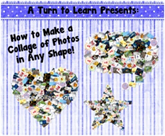 A Turn to Learn Presents:
How to Make a
Collage of Photos
in Any Shape!